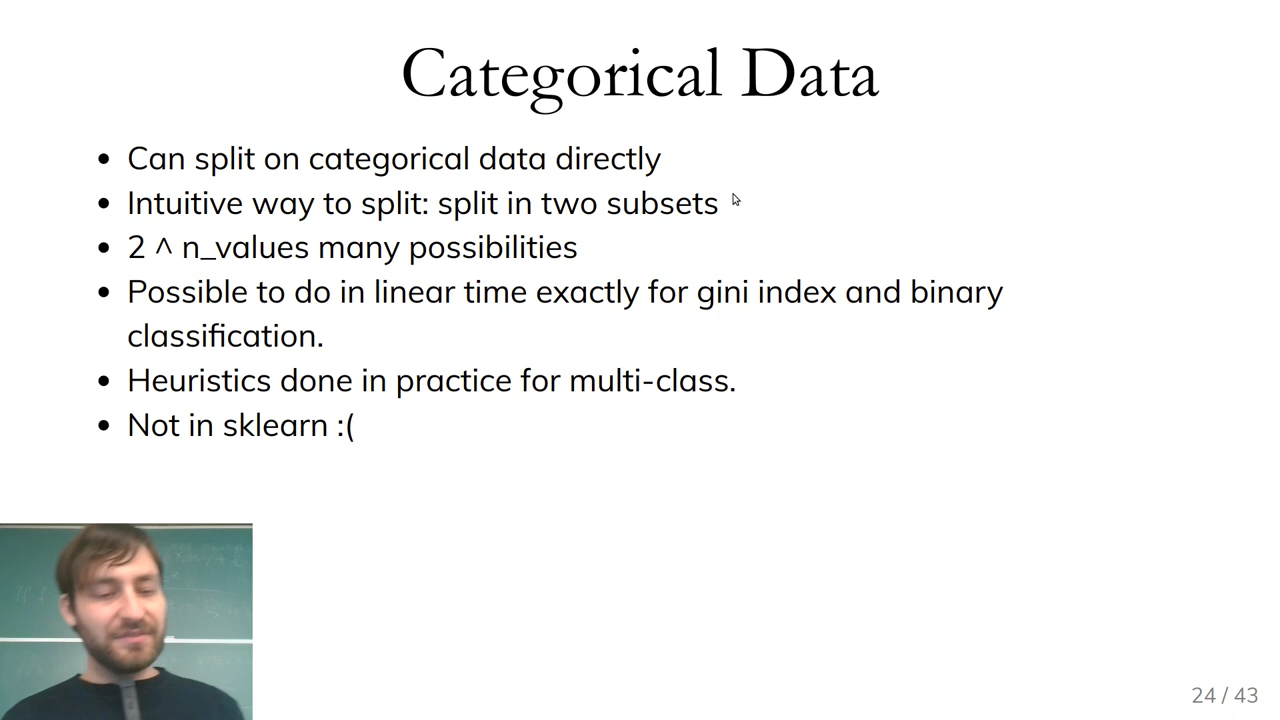 Categorical Data
• Can split on categorical data directly
• Intuitive way to split: split in two subsets
• 2 ^ n_values many possibilities
• Possible to do in linear time exactly for gini index and binary
classification.
• Heuristics done in practice for multi-class.
• Not in sklearn :(
24 / 43